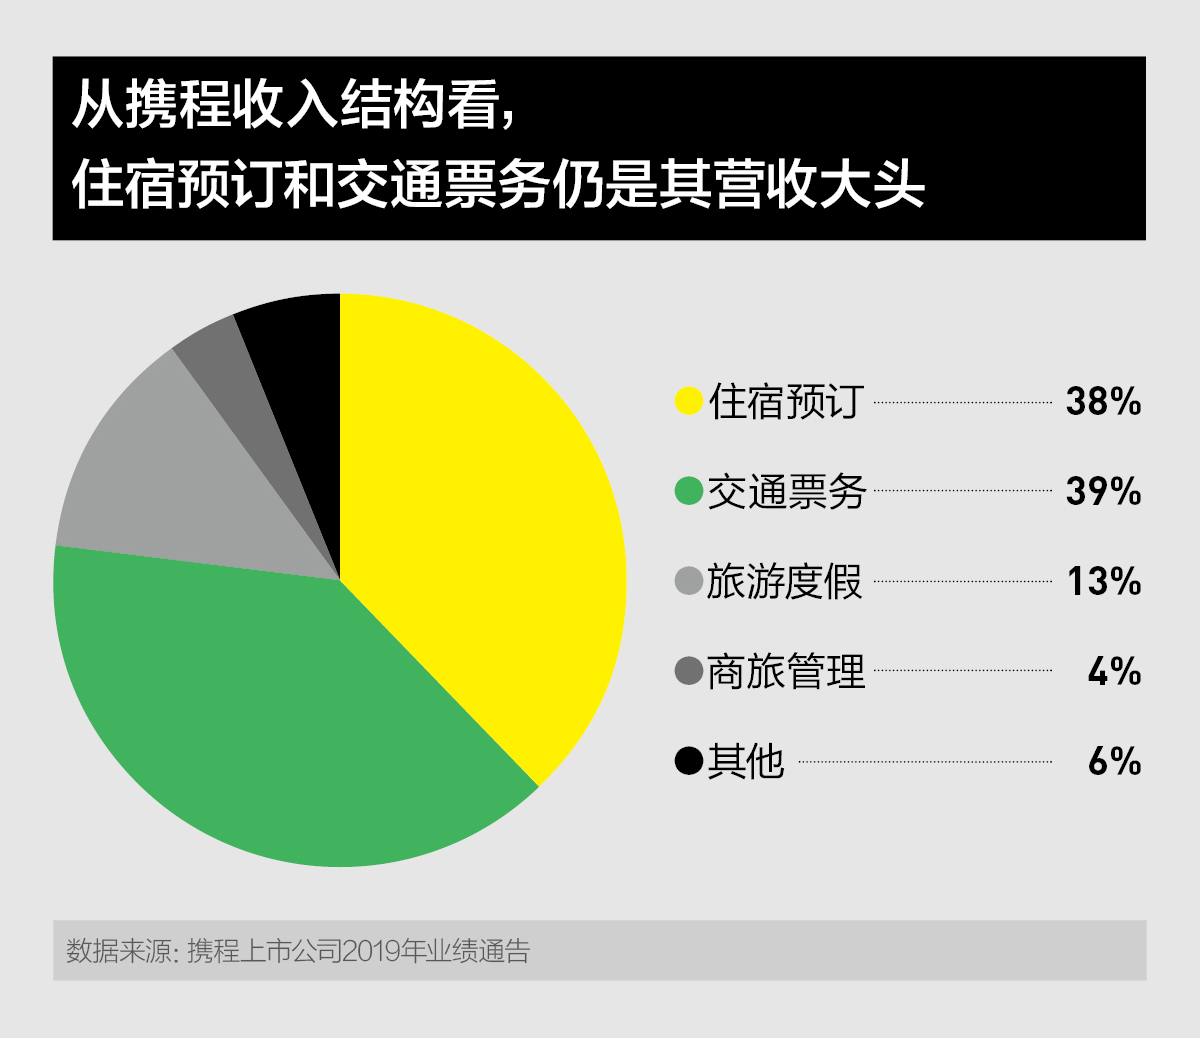 从携程收入结构看，
住宿预订和交通票务仍是其营收大头
住宿预订 38%
交通票务 39%
旅游度假 13%
商旅管理 4%
其他 6%
数据来源：携程上市公司2019年业绩通告